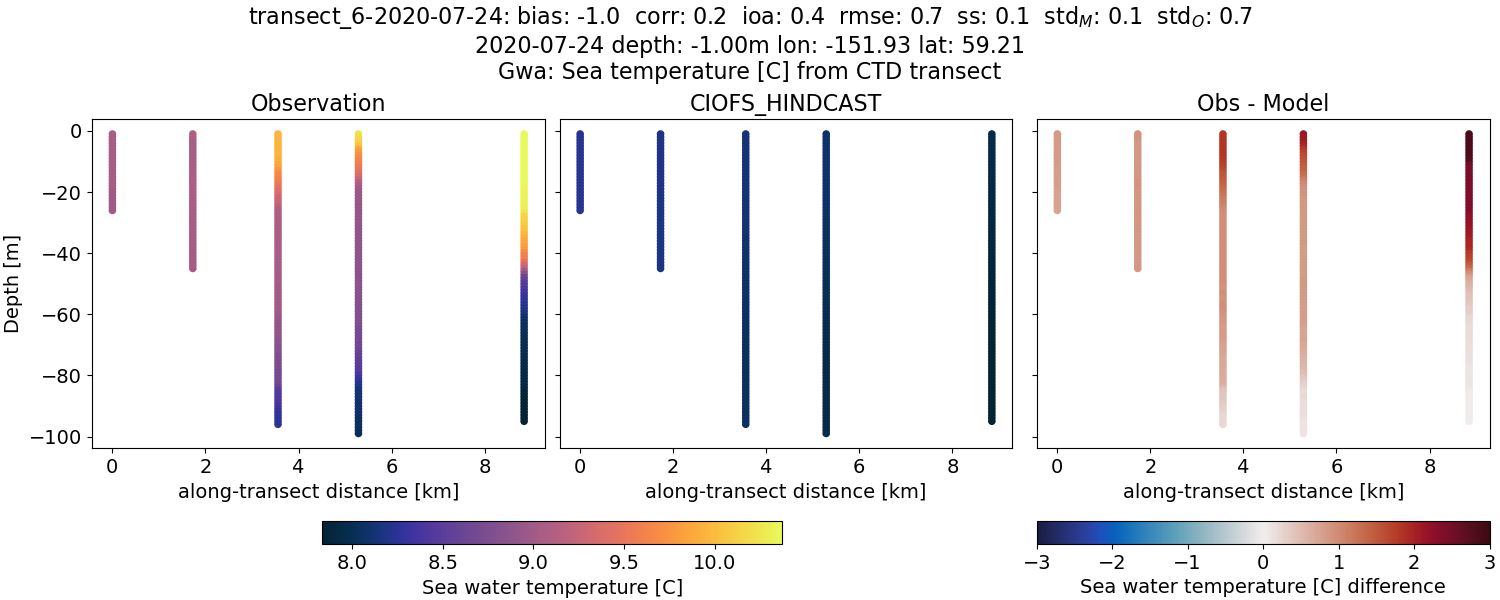 transect_6-2020-07-24: bias: -1.0 corr: 0.2 ioa: 0.4 rmse: 0.7 ss: 0.1 std_M: 0.1 std_O: 0.7
2020-07-24 depth: -1.00m lon: -151.93 lat: 59.21
Gwa: Sea temperature [C] from CTD transect
Observation
CIOFS_HINDCAST
Obs - Model
Depth [m]
0
−20
−40
−60
−80
−100
0 2 4 6 8
0 2 4 6 8
0 2 4 6 8
along-transect distance [km]
along-transect distance [km]
along-transect distance [km]
8.0 8.5 9.0 9.5 10.0
Sea water temperature [C]
−3 −2 −1 0 1 2 3
Sea water temperature [C] difference